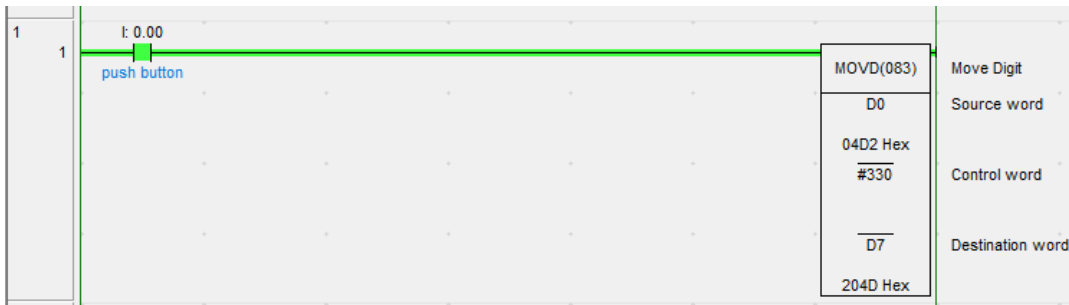 1
I: 0.00
1
push button
MOVD(083)
Move Digit
D0
Source word
04D2 Hex
#330
Control word
D7
Destination word
204D Hex